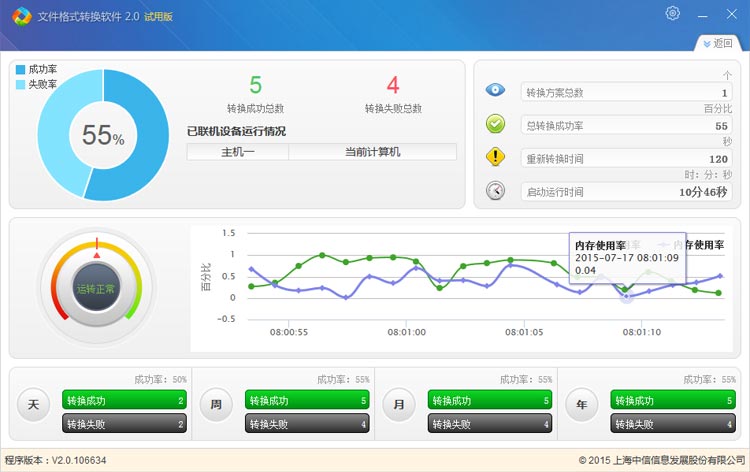 文件格式转换软件 2.0 试用版
返回
成功率
失败率
55%
5
转换成功总数
4
转换失败总数
已联机设备运行情况
主机一 当前计算机
个
转换方案总数 1
百分比
总转换成功率 55
秒
重新转换时间 120
时: 分: 秒
启动运行时间 10分46秒
运转正常
百分比
1.5
1
0.5
0
-0.5
08:00:55 08:01:00 08:01:05 08:01:10
内存使用率
内存使用率
2015-07-17 08:01:09
0.04
天
成功率: 50%
转换成功 2
转换失败 2
周
成功率: 55%
转换成功 5
转换失败 4
月
成功率: 55%
转换成功 5
转换失败 4
年
成功率: 55%
转换成功 5
转换失败 4
程序版本: V2.0.106634
© 2015 上海中信信息发展股份有限公司